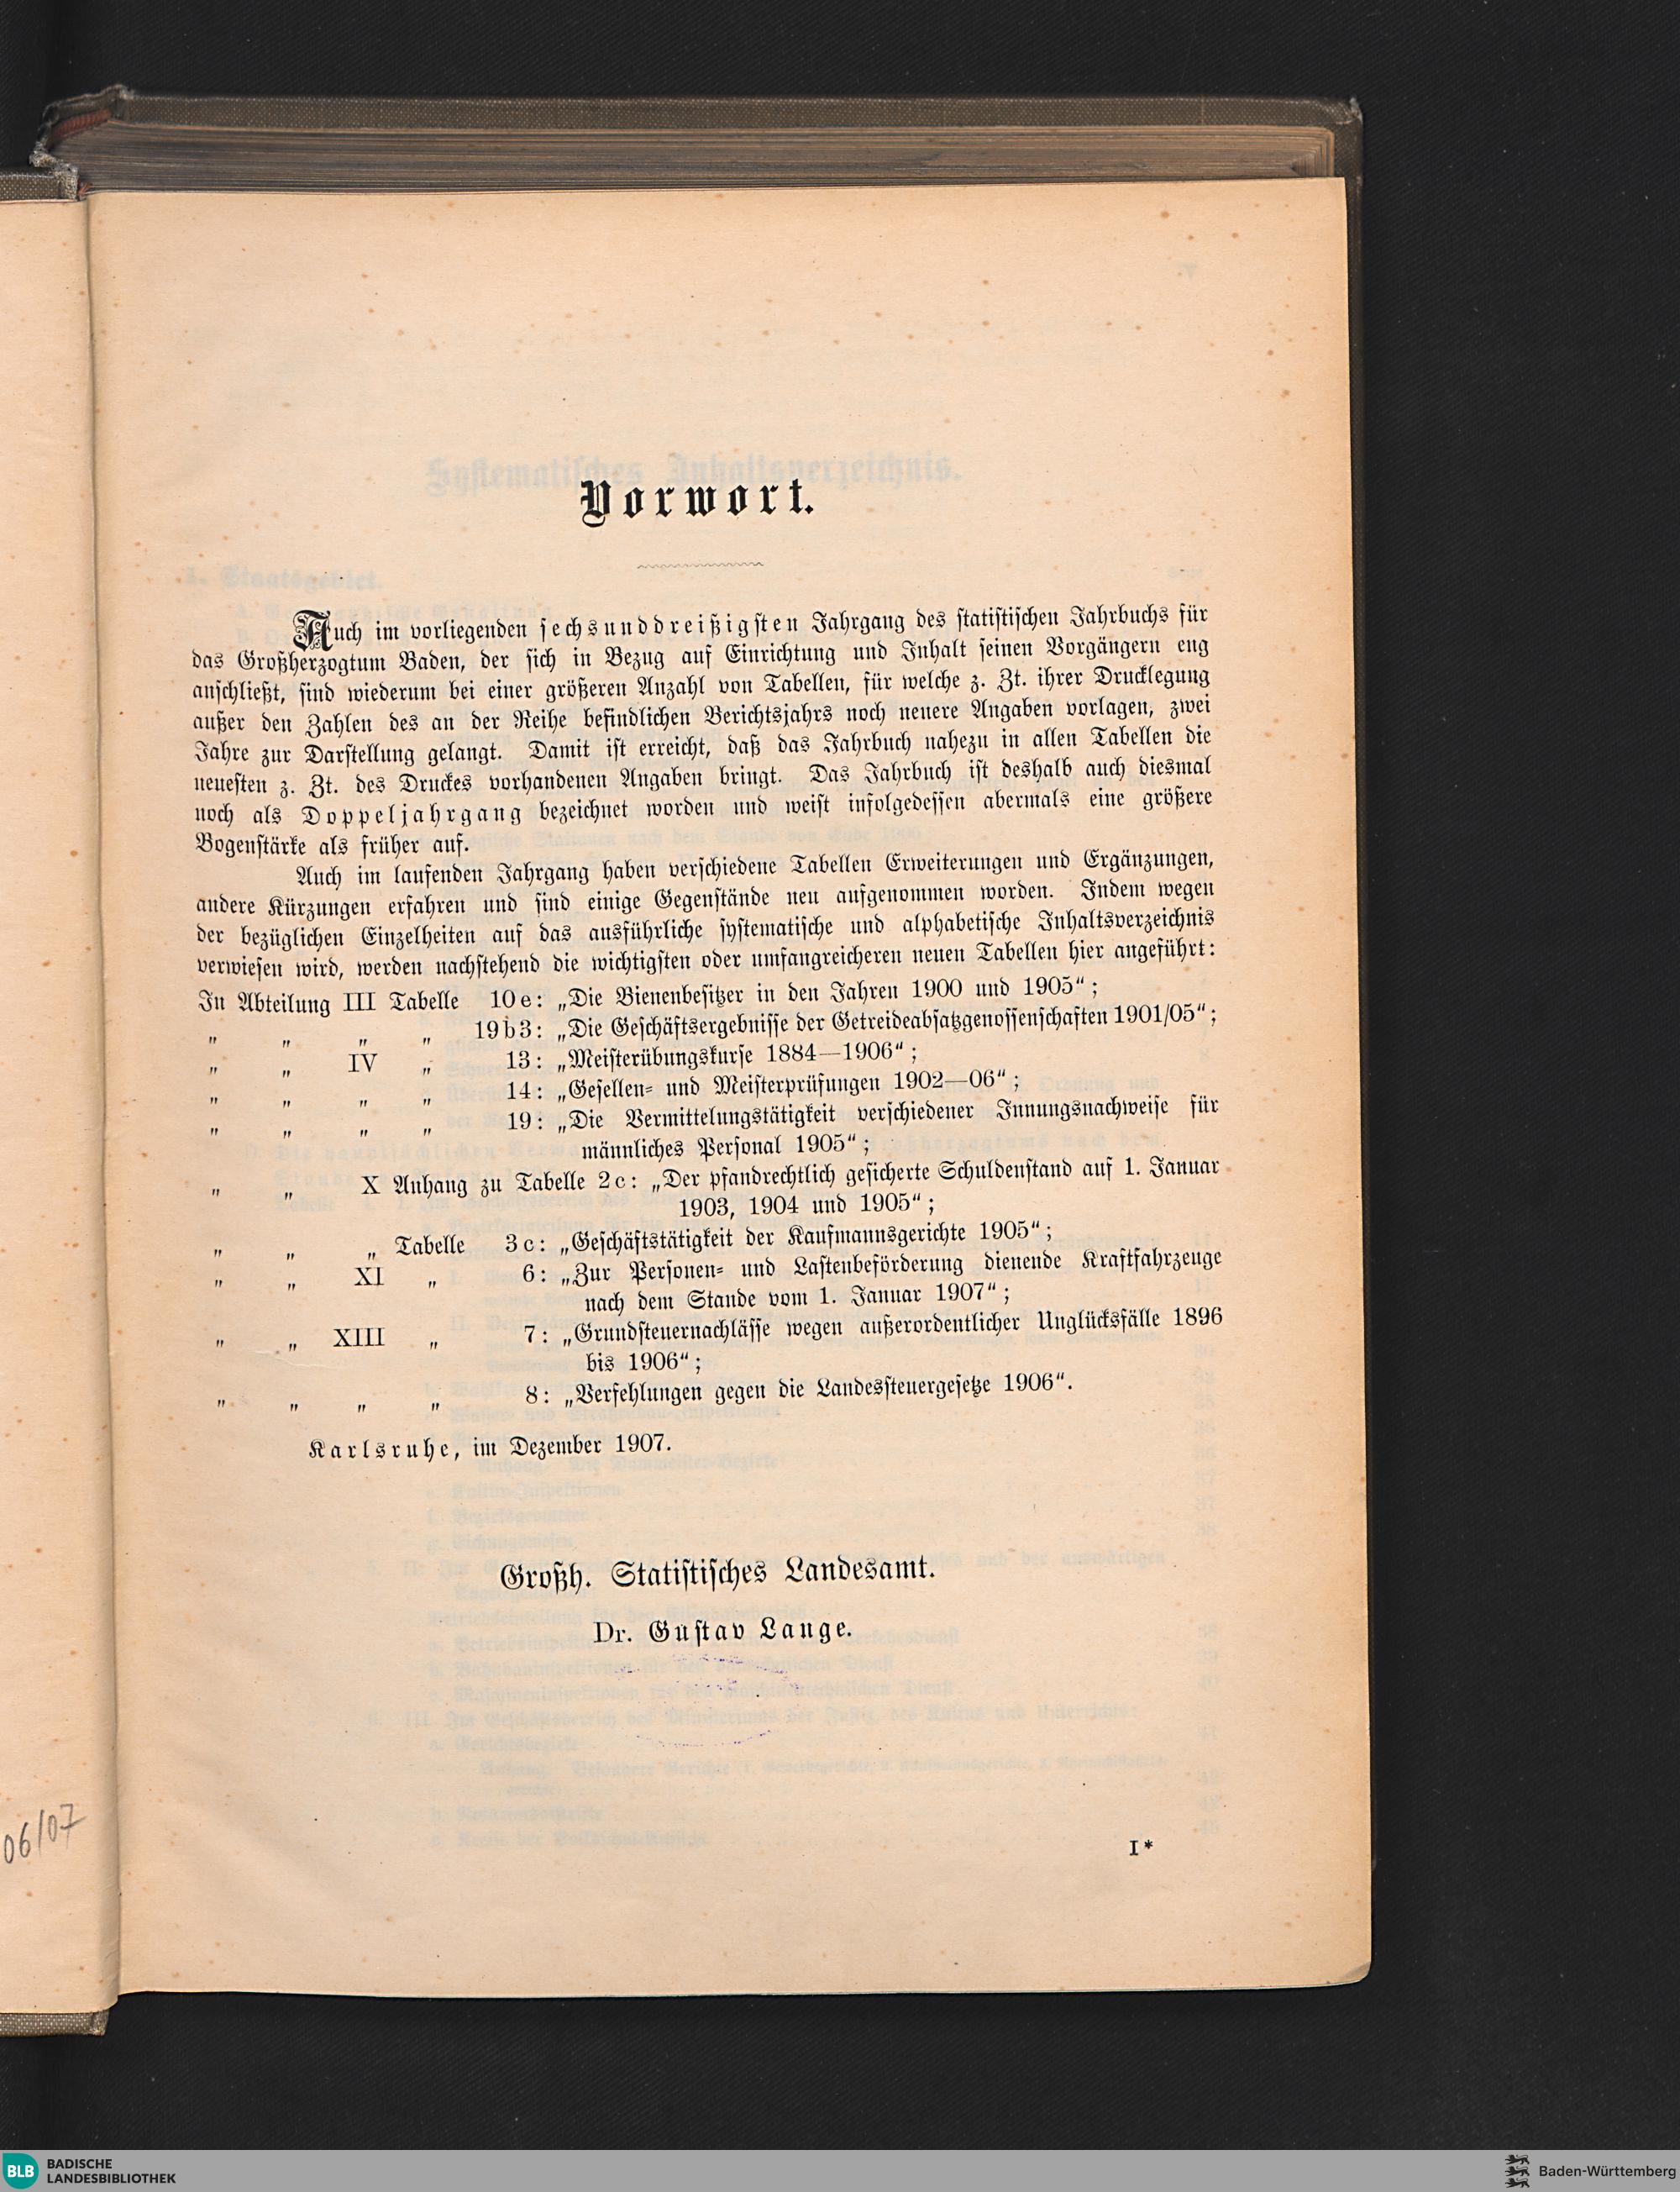 Vorwort.
Auch im vorliegenden sechsunddreißigsten Jahrgang des statistischen Jahrbuchs für
das Großherzogtum Baden, der sich in Bezug auf Einrichtung und Inhalt seinen Vorgängern eng
anschließt, sind wiederum bei einer größeren Anzahl von Tabellen, für welche z. Zt. ihrer Drucklegung
außer den Zahlen des an der Reihe befindlichen Berichtsjahrs noch neuere Angaben vorlagen, zwei
Jahre zur Darstellung gelangt. Damit ist erreicht, daß das Jahrbuch nahezu in allen Tabellen die
neuesten z. Zt. des Druckes vorhandenen Angaben bringt. Das Jahrbuch ist deshalb auch diesmal
noch als Doppeljahrgang bezeichnet worden und weist infolgedessen abermals eine größere
Bogenstärke als früher auf.
Auch im laufenden Jahrgang haben verschiedene Tabellen Erweiterungen und Ergänzungen,
andere Kürzungen erfahren und sind einige Gegenstände neu aufgenommen worden. Indem wegen
der bezüglichen Einzelheiten auf das ausführliche systematische und alphabetische Inhaltsverzeichnis
verwiesen wird, werden nachstehend die wichtigsten oder umfangreicheren neuen Tabellen hier angeführt:
In Abteilung III Tabelle 10 e: „Die Bienenbesitzer in den Jahren 1900 und 1905“;
„ „ „ „ 19 b 3: „Die Geschäftsergebnisse der Getreideabsatzgenossenschaften 1901/05“;
„ „ IV „ 13: „Meisterübungskurse 1884—1906“;
„ „ „ „ 14: „Gesellen- und Meisterprüfungen 1902—06“;
„ „ „ „ 19: „Die Vermittelungstätigkeit verschiedener Innungsnachweise für
männliches Personal 1905“;
„ „ X Anhang zu Tabelle 2 c: „Der pfandrechtlich gesicherte Schuldenstand auf 1. Januar
1903, 1904 und 1905“;
„ „ „ Tabelle 3 c: „Geschäftstätigkeit der Kaufmannsgerichte 1905“;
„ „ XI „ 6: „Zur Personen- und Lastenbeförderung dienende Kraftfahrzeuge
nach dem Stande vom 1. Januar 1907“;
„ „ XIII „ 7: „Grundsteuernachlässe wegen außerordentlicher Unglücksfälle 1896
bis 1906“;
„ „ „ „ 8: „Verfehlungen gegen die Landessteuergesetze 1906“.
Karlsruhe, im Dezember 1907.
Großh. Statistisches Landesamt.
Dr. Gustav Lange.
I*
06/07
BLB BADISCHE
LANDESBIBLIOTHEK
Baden-Württemberg